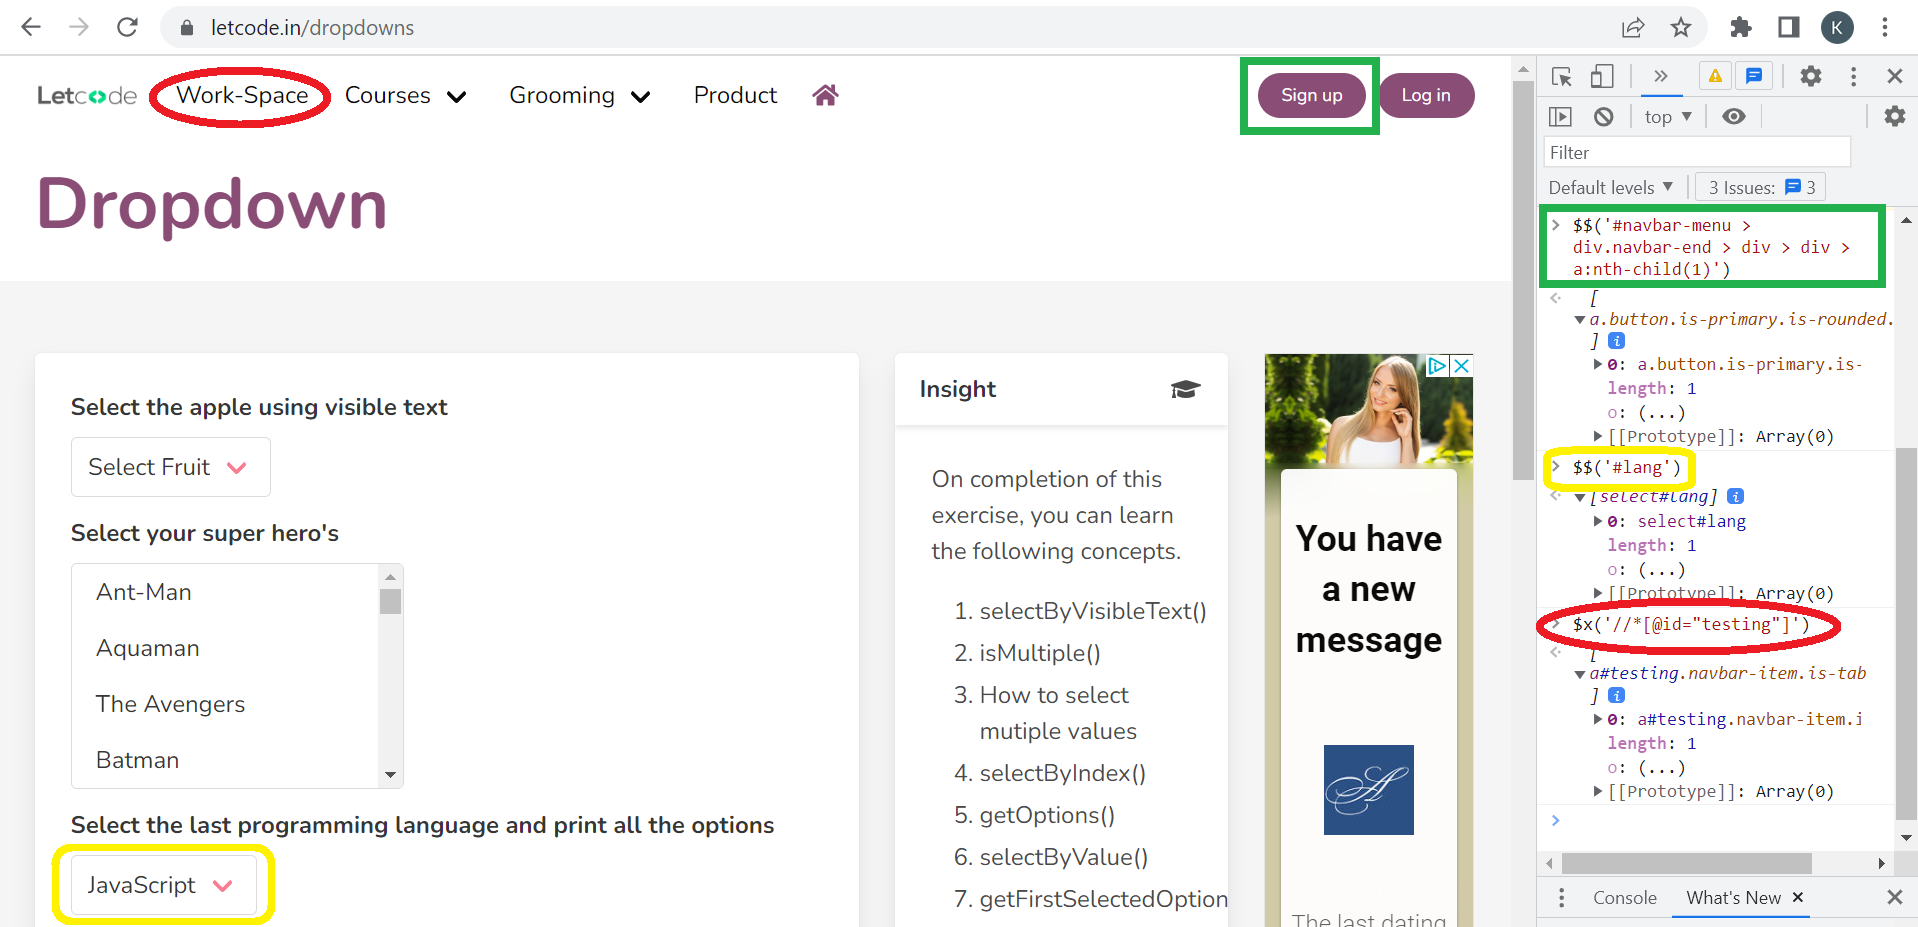 letcode.in/dropdowns
K
Letcode
Work-Space
Courses
Grooming
Product
Sign up
Log in
Dropdown
Select the apple using visible text
Select Fruit
Select your super hero's
Ant-Man
Aquaman
The Avengers
Batman
Select the last programming language and print all the options
JavaScript
Insight
On completion of this
exercise, you can learn
the following concepts.
1. selectByVisibleText()
2. isMultiple()
3. How to select
mutiple values
4. selectByIndex()
5. getOptions()
6. selectByValue()
7. getFirstSelectedOption
You have
a new
message
A
The last dating
top
Filter
Default levels
3 Issues: 3
$$('#navbar-menu >
div.navbar-end > div > div >
a:nth-child(1)')
[
a.button.is-primary.is-rounded.
] i
0: a.button.is-primary.is-
length: 1
o: (...)
[[Prototype]]: Array(0)
$$('#lang')
[select#lang] i
0: select#lang
length: 1
o: (...)
[[Prototype]]: Array(0)
$x('//*[@id="testing"]')
[
a#testing.navbar-item.is-tab
] i
0: a#testing.navbar-item.i
length: 1
o: (...)
[[Prototype]]: Array(0)
Console
What's New